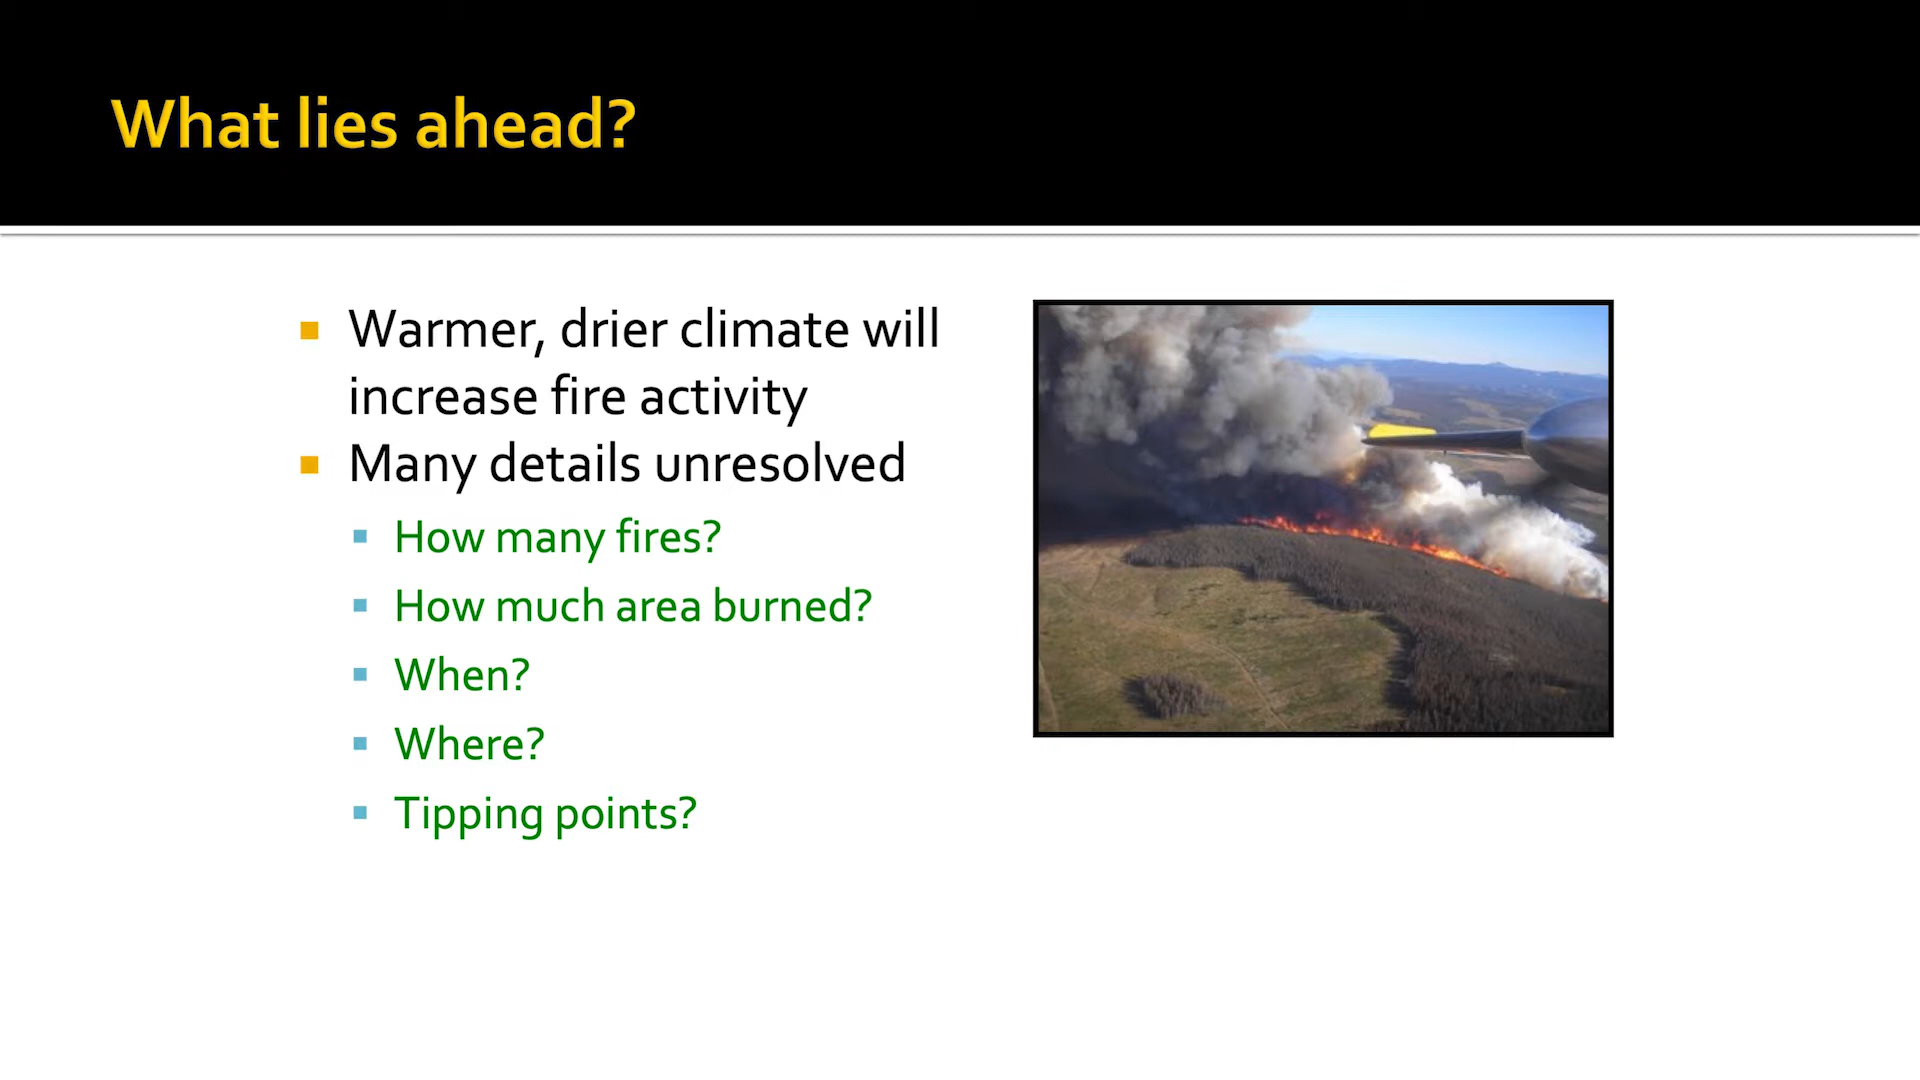 What lies ahead?
Warmer, drier climate will
increase fire activity
Many details unresolved
How many fires?
How much area burned?
When?
Where?
Tipping points?